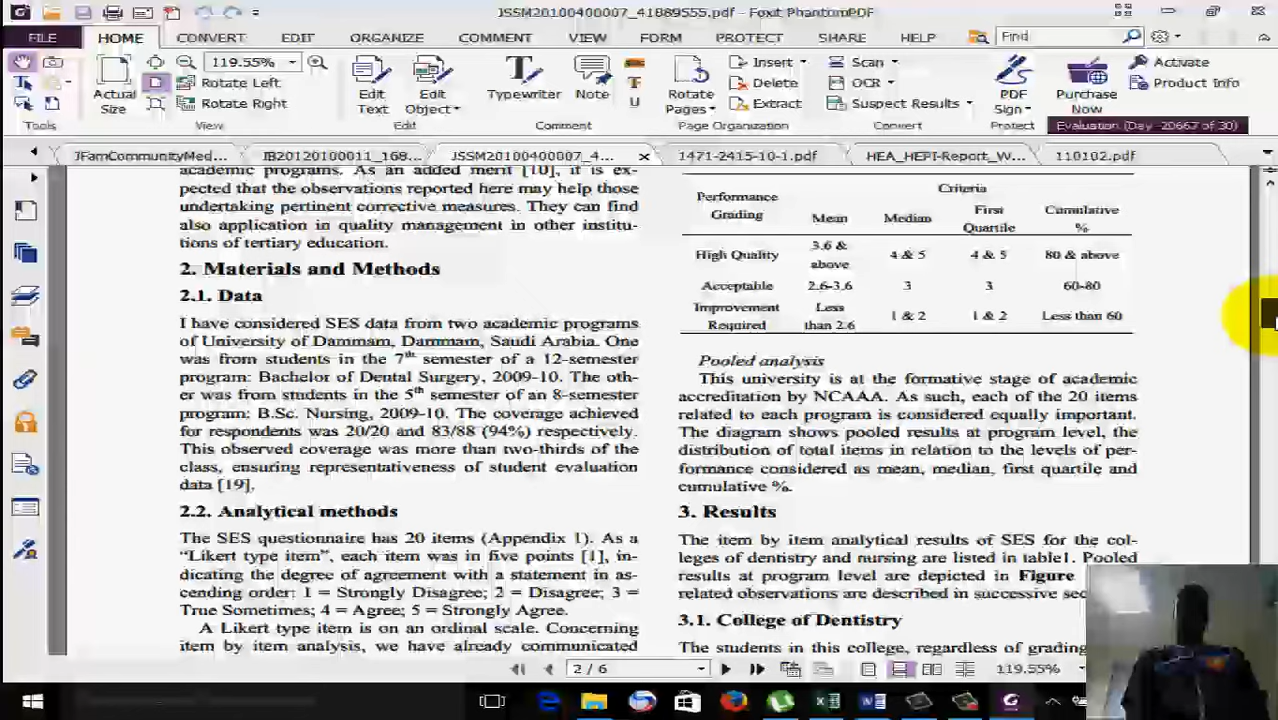 JSSM20100400007_41889555.pdf - Foxit PhantomPDF
FILE HOME CONVERT EDIT ORGANIZE COMMENT VIEW FORM PROTECT SHARE HELP Find
119.55% Insert Scan Activate
Rotate Left Delete OCR Product Info
Actual Size Rotate Right Edit Text Edit Object Typewriter Note Rotate Pages Extract Suspect Results PDF Sign Purchase Now
Tools View Edit Comment Page Organization Convert Protect Evaluation (Day -20667 of 30)
JFamCommunityMed... IB20120100011_168... JSSM20100400007_4... 1471-2415-10-1.pdf HEA_HEPI-Report_W... 110102.pdf
academic programs. As an added merit [10], it is ex-
pected that the observations reported here may help those
undertaking pertinent corrective measures. They can find
also application in quality management in other institu-
tions of tertiary education.
2. Materials and Methods
2.1. Data
I have considered SES data from two academic programs
of University of Dammam, Dammam, Saudi Arabia. One
was from students in the 7th semester of a 12-semester
program: Bachelor of Dental Surgery, 2009-10. The oth-
er was from students in the 5th semester of an 8-semester
program: B.Sc. Nursing, 2009-10. The coverage achieved
for respondents was 20/20 and 83/88 (94%) respectively.
This observed coverage was more than two-thirds of the
class, ensuring representativeness of student evaluation
data [19].
2.2. Analytical methods
The SES questionnaire has 20 items (Appendix 1). As a
“Likert type item”, each item was in five points [1], in-
dicating the degree of agreement with a statement in as-
cending order: 1 = Strongly Disagree; 2 = Disagree; 3 =
True Sometimes; 4 = Agree; 5 = Strongly Agree.
A Likert type item is on an ordinal scale. Concerning
item by item analysis, we have already communicated
Performance Grading Criteria
Mean Median First Quartile Cumulative %
High Quality 3.6 & above 4 & 5 4 & 5 80 & above
Acceptable 2.6-3.6 3 3 60-80
Improvement Required Less than 2.6 1 & 2 1 & 2 Less than 60
Pooled analysis
This university is at the formative stage of academic
accreditation by NCAAA. As such, each of the 20 items
related to each program is considered equally important.
The diagram shows pooled results at program level, the
distribution of total items in relation to the levels of per-
formance considered as mean, median, first quartile and
cumulative %.
3. Results
The item by item analytical results of SES for the col-
leges of dentistry and nursing are listed in table1. Pooled
results at program level are depicted in Figure
related observations are described in successive sec
3.1. College of Dentistry
The students in this college, regardless of grading
2 / 6 119.55%